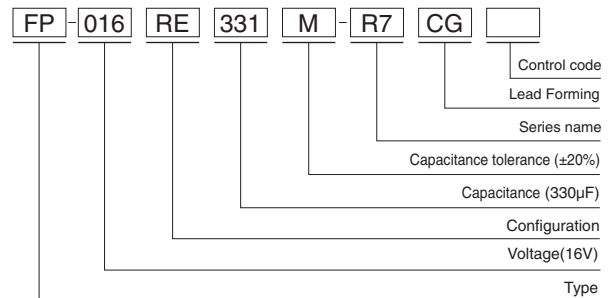 FP-016 RE 331 M-R7 CG
Control code
Lead Forming
Series name
Capacitance tolerance (±20%)
Capacitance (330µF)
Configuration
Voltage(16V)
Type